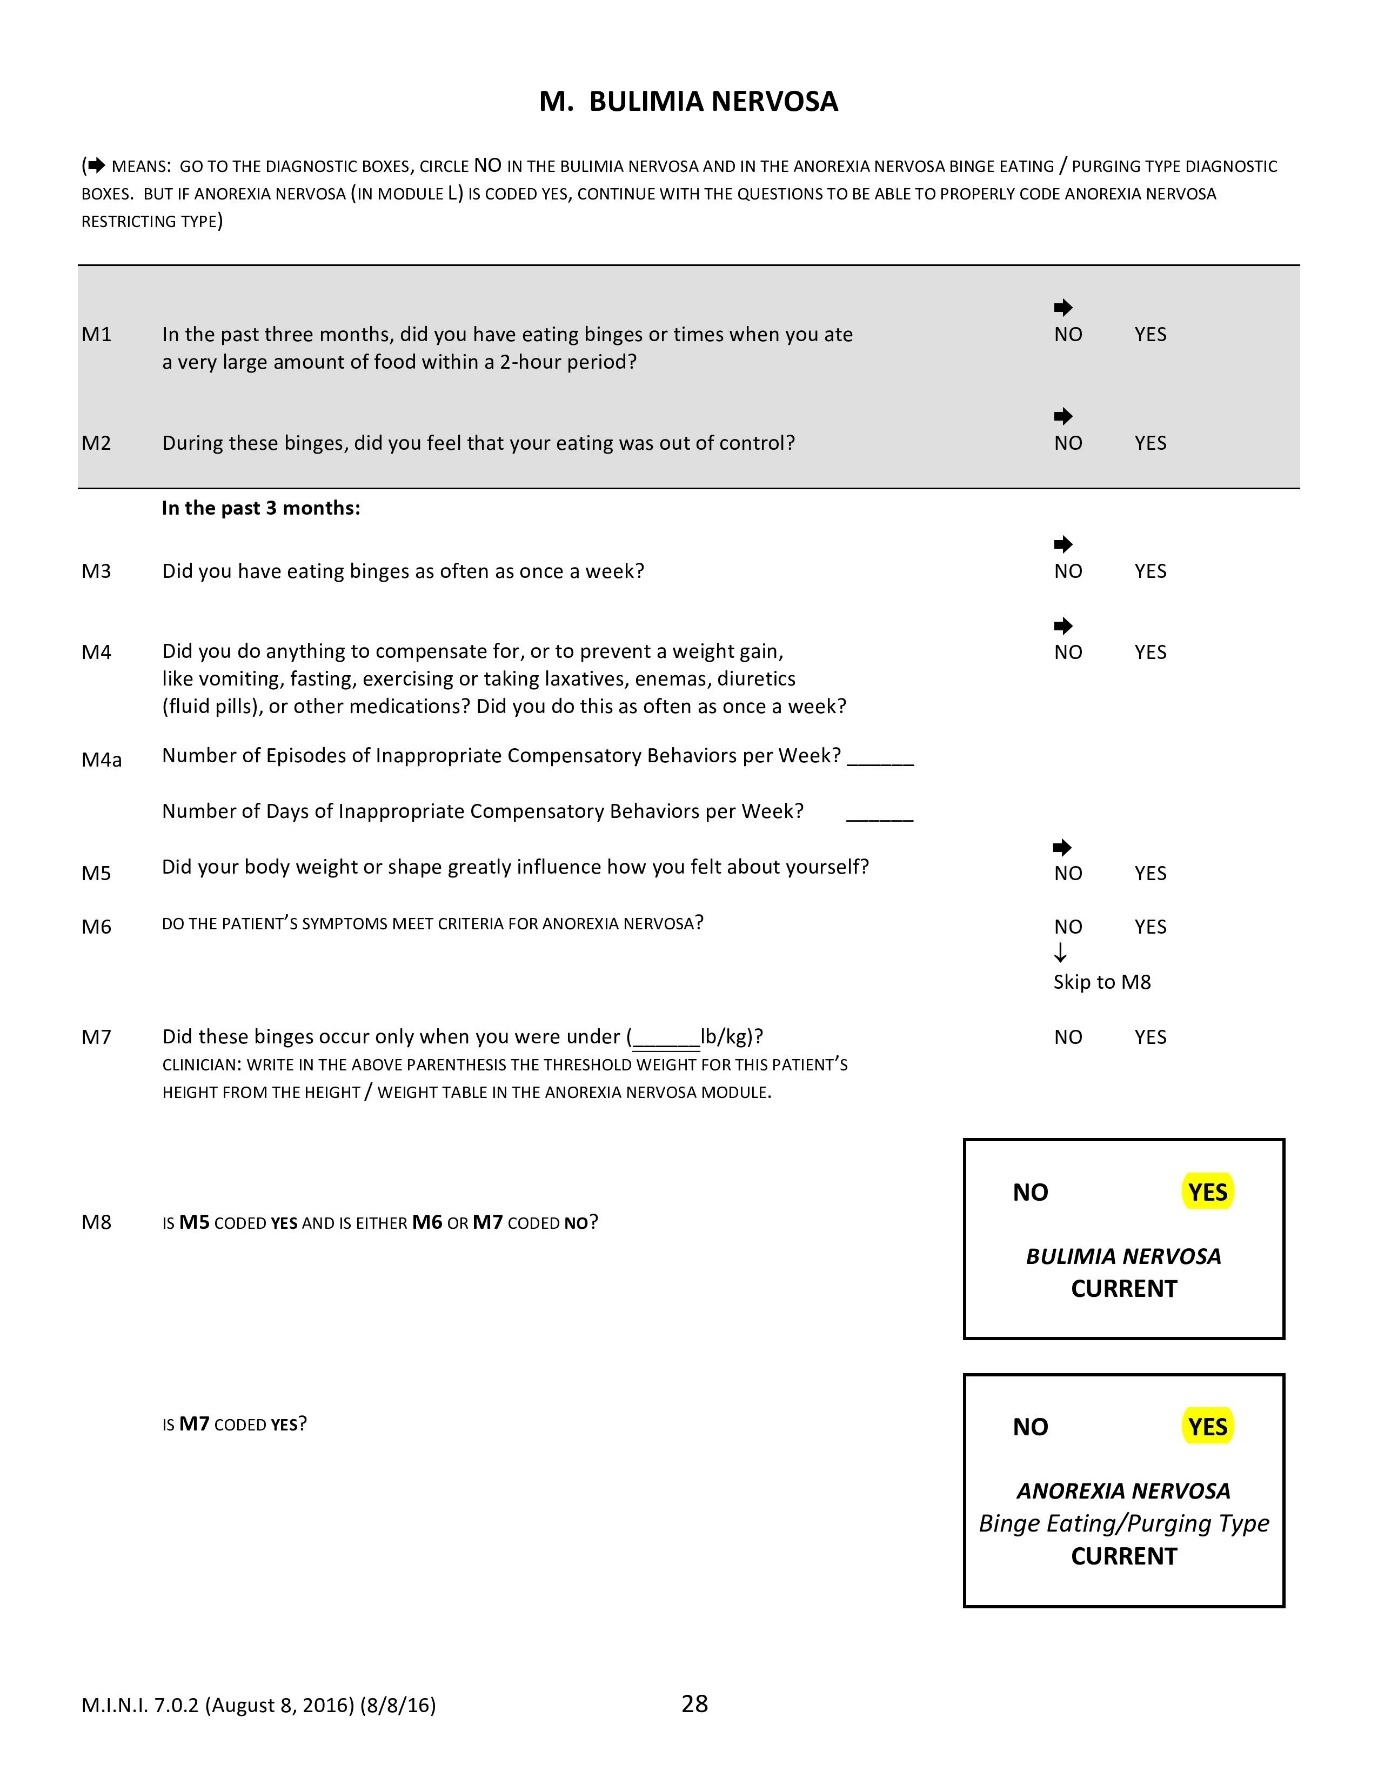 M. BULIMIA NERVOSA
(➡ MEANS: GO TO THE DIAGNOSTIC BOXES, CIRCLE NO IN THE BULIMIA NERVOSA AND IN THE ANOREXIA NERVOSA BINGE EATING / PURGING TYPE DIAGNOSTIC
BOXES. BUT IF ANOREXIA NERVOSA (IN MODULE L) IS CODED YES, CONTINUE WITH THE QUESTIONS TO BE ABLE TO PROPERLY CODE ANOREXIA NERVOSA
RESTRICTING TYPE)
➡
M1 In the past three months, did you have eating binges or times when you ate NO YES
a very large amount of food within a 2-hour period?
➡
M2 During these binges, did you feel that your eating was out of control? NO YES
In the past 3 months:
➡
M3 Did you have eating binges as often as once a week? NO YES
➡
M4 Did you do anything to compensate for, or to prevent a weight gain, NO YES
like vomiting, fasting, exercising or taking laxatives, enemas, diuretics
(fluid pills), or other medications? Did you do this as often as once a week?
M4a Number of Episodes of Inappropriate Compensatory Behaviors per Week? ______
Number of Days of Inappropriate Compensatory Behaviors per Week? ______
➡
M5 Did your body weight or shape greatly influence how you felt about yourself? NO YES
M6 DO THE PATIENT'S SYMPTOMS MEET CRITERIA FOR ANOREXIA NERVOSA? NO YES
↓
Skip to M8
M7 Did these binges occur only when you were under (______lb/kg)? NO YES
CLINICIAN: WRITE IN THE ABOVE PARENTHESIS THE THRESHOLD WEIGHT FOR THIS PATIENT'S
HEIGHT FROM THE HEIGHT / WEIGHT TABLE IN THE ANOREXIA NERVOSA MODULE.
NO YES
M8 IS M5 CODED YES AND IS EITHER M6 OR M7 CODED NO?
BULIMIA NERVOSA
CURRENT
IS M7 CODED YES? NO YES
ANOREXIA NERVOSA
Binge Eating/Purging Type
CURRENT
M.I.N.I. 7.0.2 (August 8, 2016) (8/8/16) 28